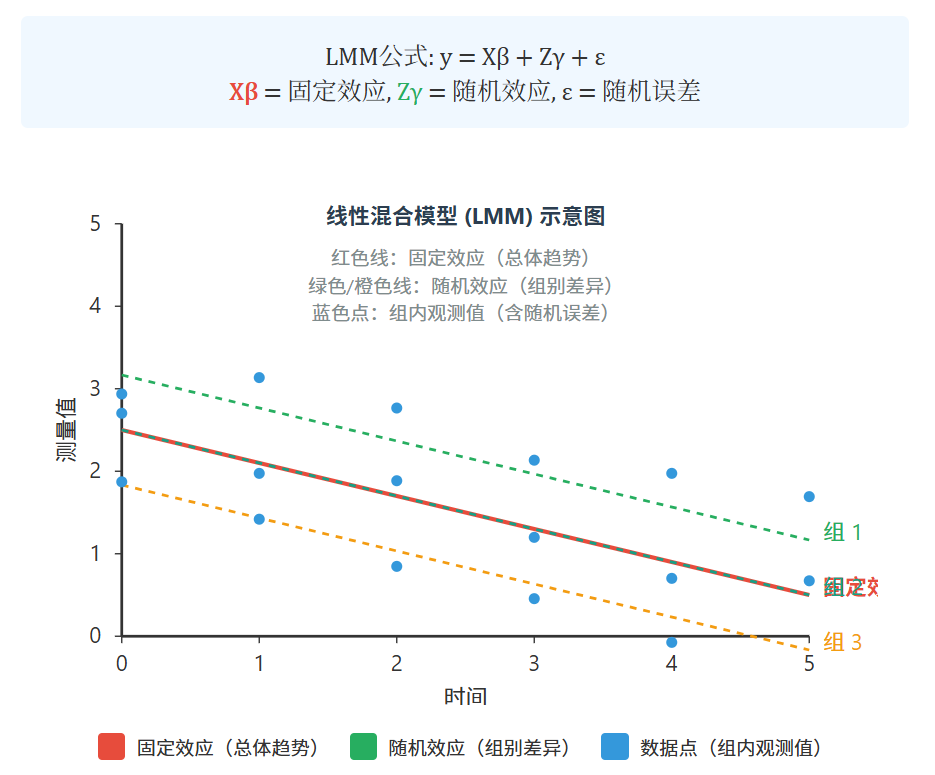 LMM公式: y = Xβ + Zγ + ε
Xβ = 固定效应, Zγ = 随机效应, ε = 随机误差
线性混合模型 (LMM) 示意图
红色线：固定效应（总体趋势）
绿色/橙色线：随机效应（组别差异）
蓝色点：组内观测值（含随机误差）
5
4
3
2
1
0
测量值
组 1
固定效
组 3
0 1 2 3 4 5
时间
固定效应（总体趋势） 随机效应（组别差异） 数据点（组内观测值）